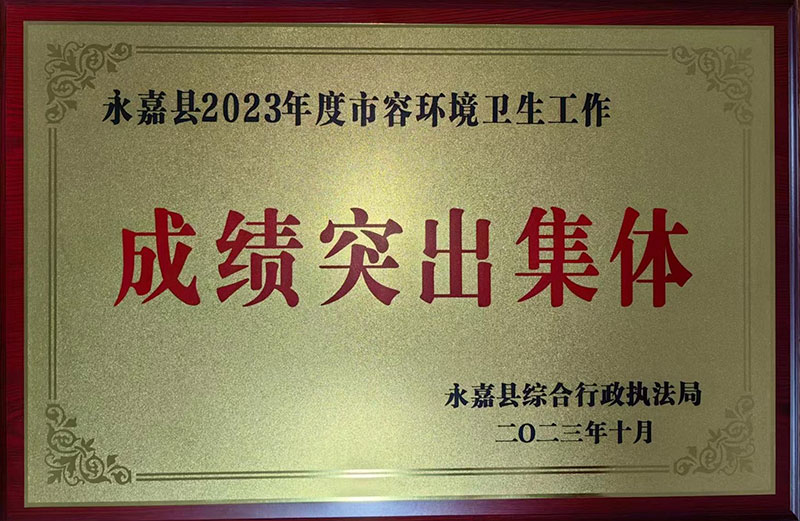 永嘉县2023年度市容环境卫生工作
成绩突出集体
永嘉县综合行政执法局
二〇二三年十月